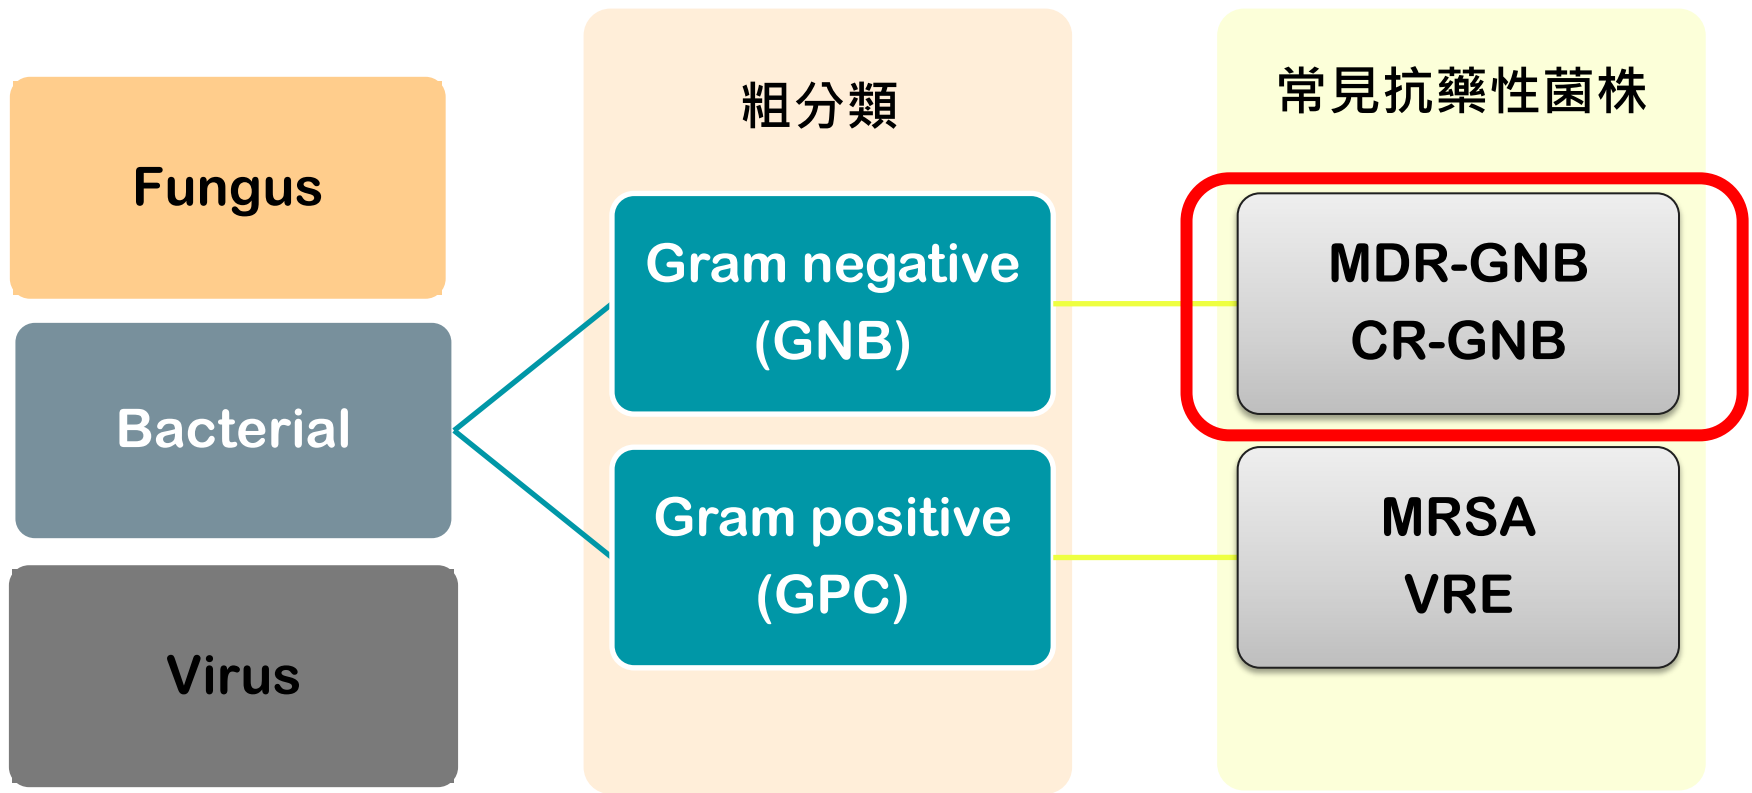 Fungus
Bacterial
Virus
粗分類
Gram negative
(GNB)
Gram positive
(GPC)
常見抗藥性菌株
MDR-GNB
CR-GNB
MRSA
VRE